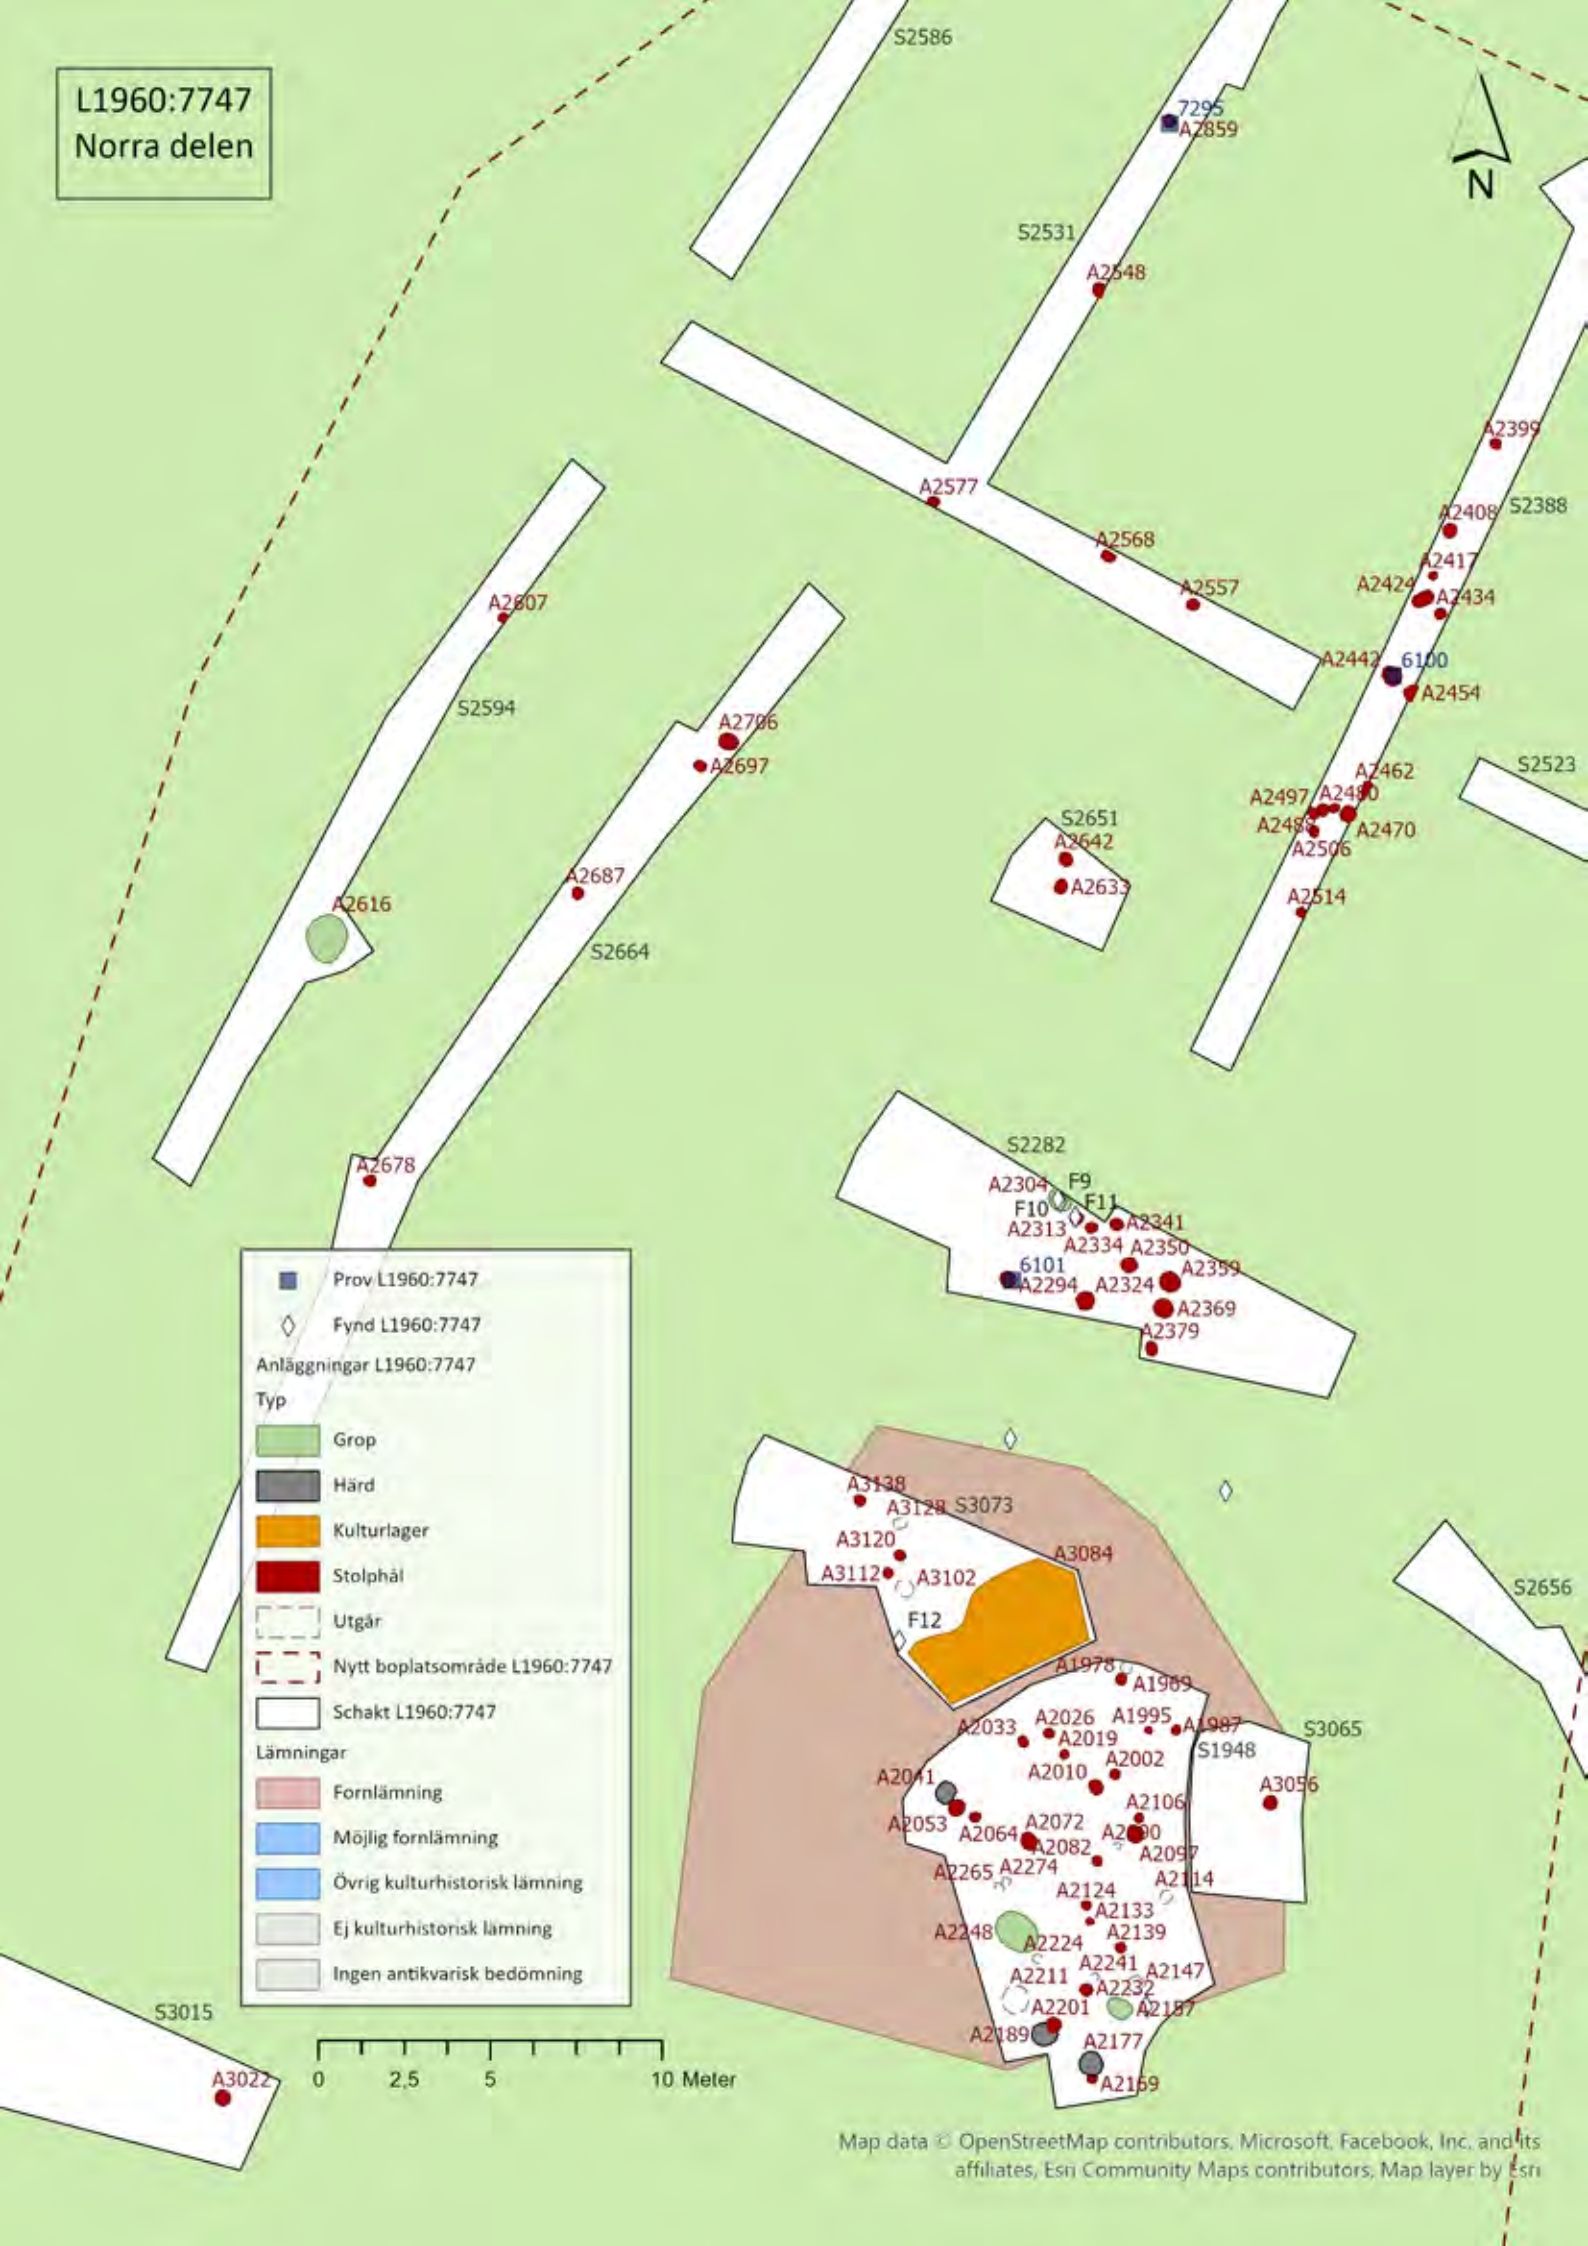 L1960:7747
Norra delen
S2586
7295
A2859
N
S2531
A2548
A2399
S2388
A2577
A2408
A2568
A2417
A2424
A2434
A2607
A2557
A2442
6100
A2454
S2594
A2706
A2697
S2523
A2462
A2497
A2480
A2488
A2470
A2506
S2651
A2642
A2633
A2687
A2616
A2514
S2664
A2678
S2282
A2304
F9
F10
F11
A2313
A2341
A2334
A2350
6101
A2294
A2324
A2359
A2369
A2379
Prov L1960:7747
Fynd L1960:7747
Anläggningar L1960:7747
Typ
Grop
Härd
Kulturlager
Stolphål
Utgår
Nytt boplatsområde L1960:7747
Schakt L1960:7747
Lämningar
Fornlämning
Möjlig fornlämning
Övrig kulturhistorisk lämning
Ej kulturhistorisk lämning
Ingen antikvarisk bedömning
A3138
A3128
S3073
A3120
A3084
A3112
A3102
F12
S2656
A1978
A1969
A2033
A2026
A1995
A1987
A2019
S3065
S1948
A2002
A2010
A2041
A3056
A2053
A2064
A2072
A2106
A2082
A2097
A2265
A2274
A2114
A2124
A2133
A2248
A2224
A2139
A2241
A2211
A2147
A2232
A2201
A2157
A2189
A2177
A2169
S3015
A3022
0
2,5
5
10 Meter
Map data © OpenStreetMap contributors, Microsoft, Facebook, Inc. and its
affiliates, Esri Community Maps contributors, Map layer by Esri